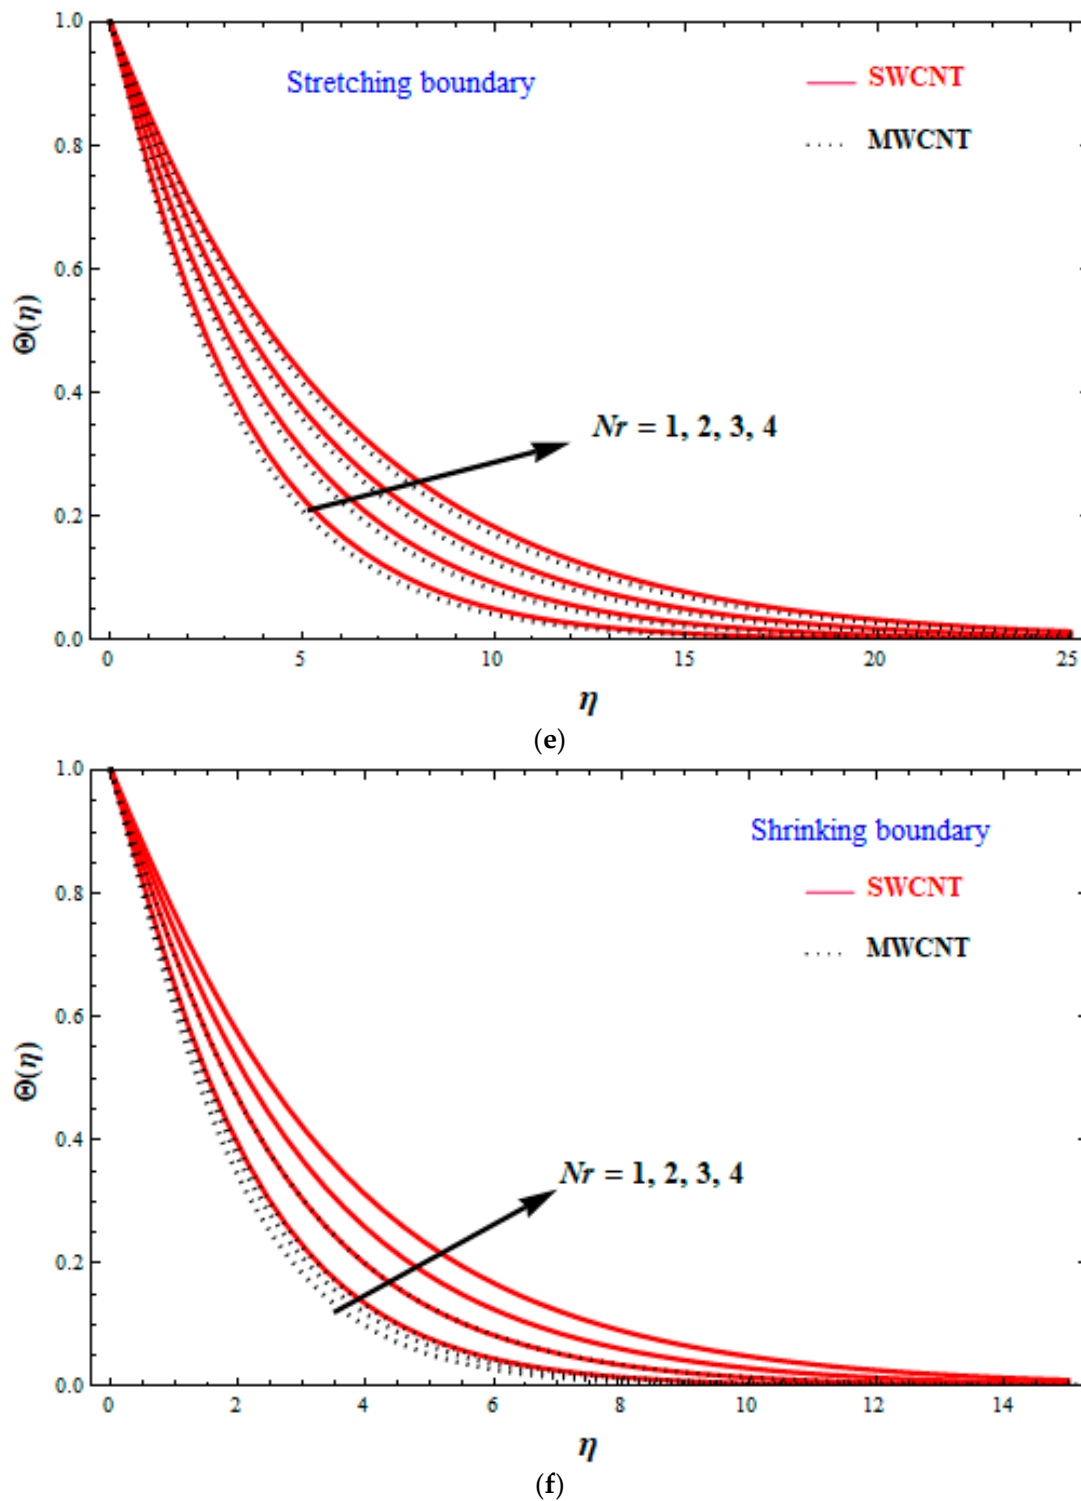 1.0
Stretching boundary
SWCNT
MWCNT
0.8
0.6
Θ(η)
0.4
Nr = 1, 2, 3, 4
0.2
0.0
0 5 10 15 20 25
η
(e)
1.0
Shrinking boundary
SWCNT
0.8
MWCNT
0.6
Θ(η)
0.4
Nr = 1, 2, 3, 4
0.2
0.0
0 2 4 6 8 10 12 14
η
(f)